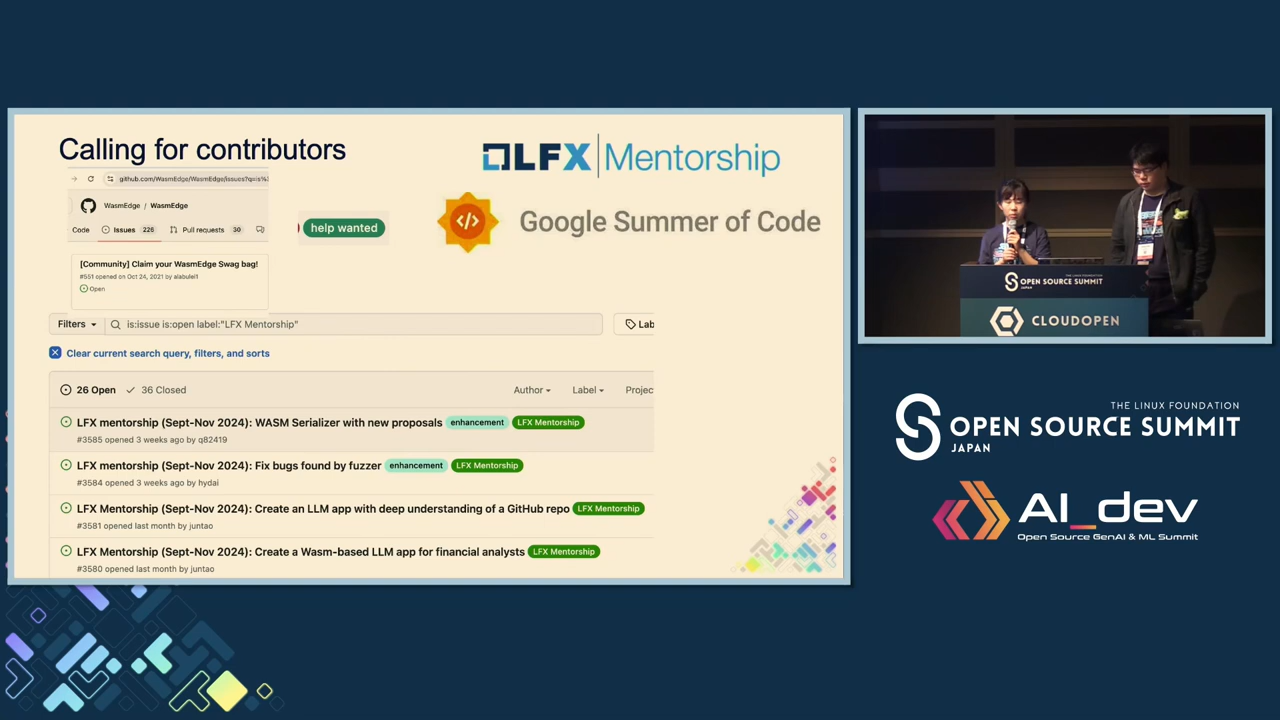 Calling for contributors
LFX Mentorship
github.com/WasmEdge/WasmEdge/issues?q=is%
WasmEdge / WasmEdge
Code Issues 226 Pull requests 30
help wanted
Google Summer of Code
[Community] Claim your WasmEdge Swag bag!
#551 opened on Oct 24, 2021 by alabulei1
Open
Filters is:issue is:open label:"LFX Mentorship" Lab
Clear current search query, filters, and sorts
26 Open 36 Closed Author Label Projec
LFX mentorship (Sept-Nov 2024): WASM Serializer with new proposals enhancement LFX Mentorship
#3585 opened 3 weeks ago by q82419
LFX mentorship (Sept-Nov 2024): Fix bugs found by fuzzer enhancement LFX Mentorship
#3584 opened 3 weeks ago by hydai
LFX Mentorship (Sept-Nov 2024): Create an LLM app with deep understanding of a GitHub repo LFX Mentorship
#3581 opened last month by juntao
LFX Mentorship (Sept-Nov 2024): Create a Wasm-based LLM app for financial analysts LFX Mentorship
#3580 opened last month by juntao
THE LINUX FOUNDATION
OPEN SOURCE SUMMIT
JAPAN
CLOUDOPEN
THE LINUX FOUNDATION
OPEN SOURCE SUMMIT
JAPAN
AI_dev
Open Source GenAI & ML Summit